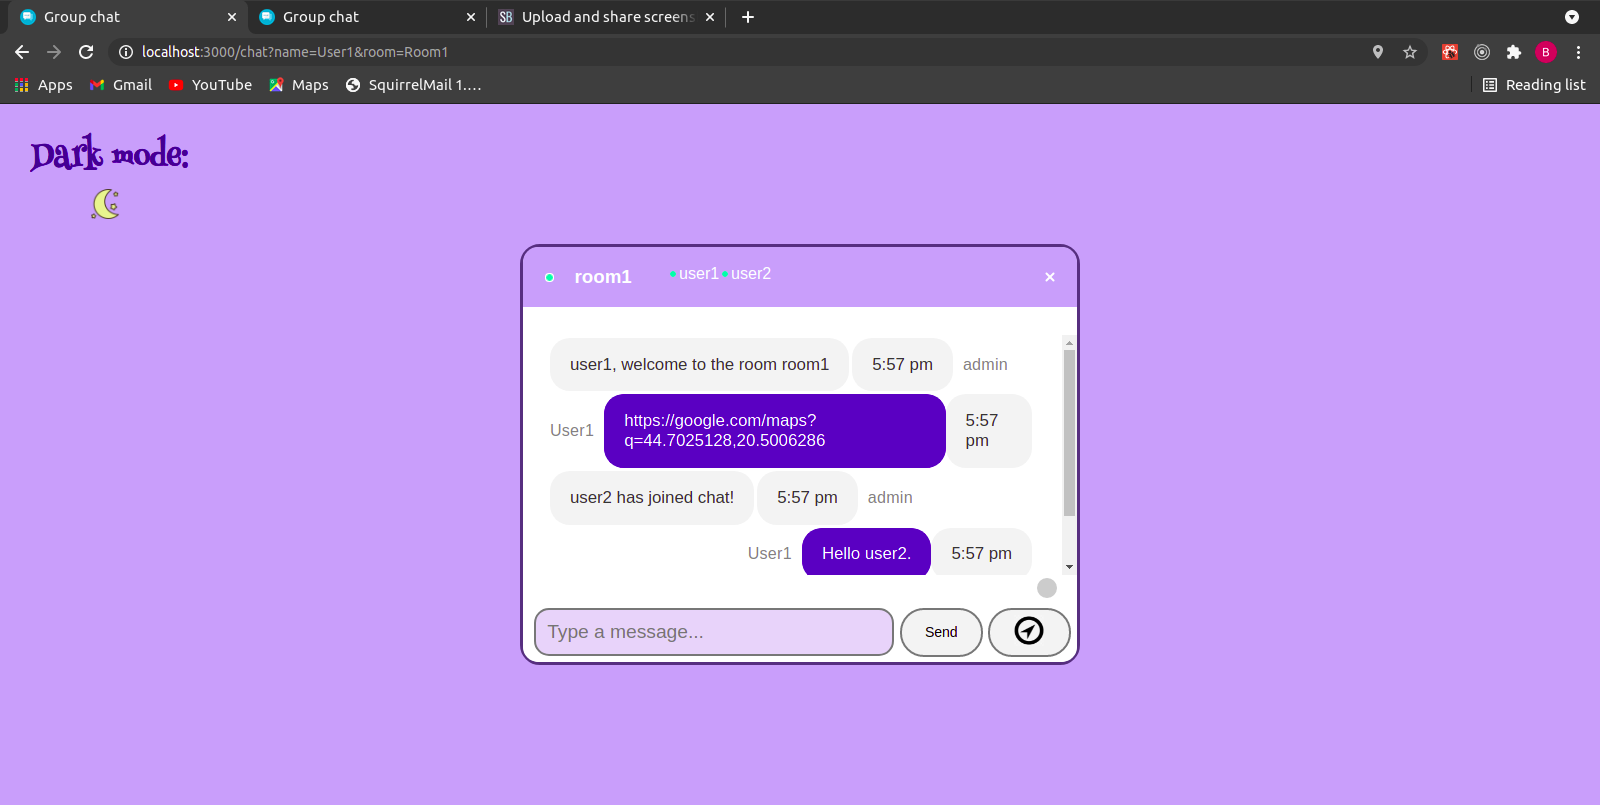 Group chat
Group chat
Upload and share screens
localhost:3000/chat?name=User1&room=Room1
B
Apps
Gmail
YouTube
Maps
SquirrelMail 1.…
Reading list
Dark mode:
room1
user1
user2
user1, welcome to the room room1
5:57 pm
admin
User1
https://google.com/maps?
q=44.7025128,20.5006286
5:57
pm
user2 has joined chat!
5:57 pm
admin
User1
Hello user2.
5:57 pm
Type a message...
Send